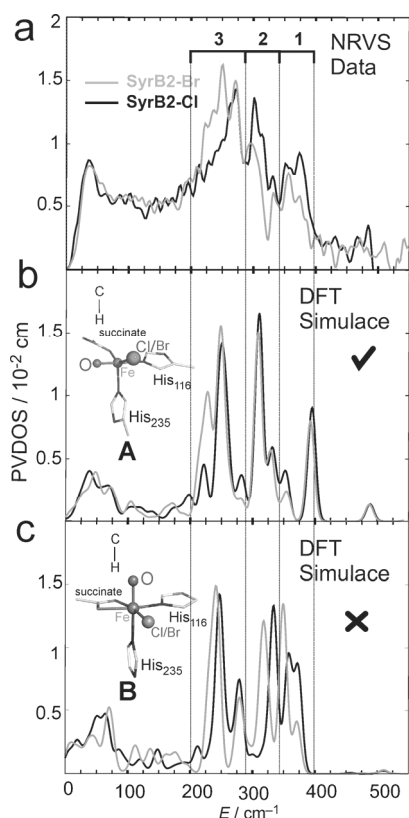 a
3 2 1
NRVS
Data
SyrB2-Br
SyrB2-Cl
2
1.5
1
0.5
b
DFT
Simulace
C
H
succinate
Cl/Br
O
Fe
His116
His235
A
1.5
1
0.5
PVDOS / 10⁻² cm
c
DFT
Simulace
C
H
O
succinate
Fe
His116
Cl/Br
His235
B
1.5
1
0.5
0 100 200 300 400 500
E / cm⁻¹